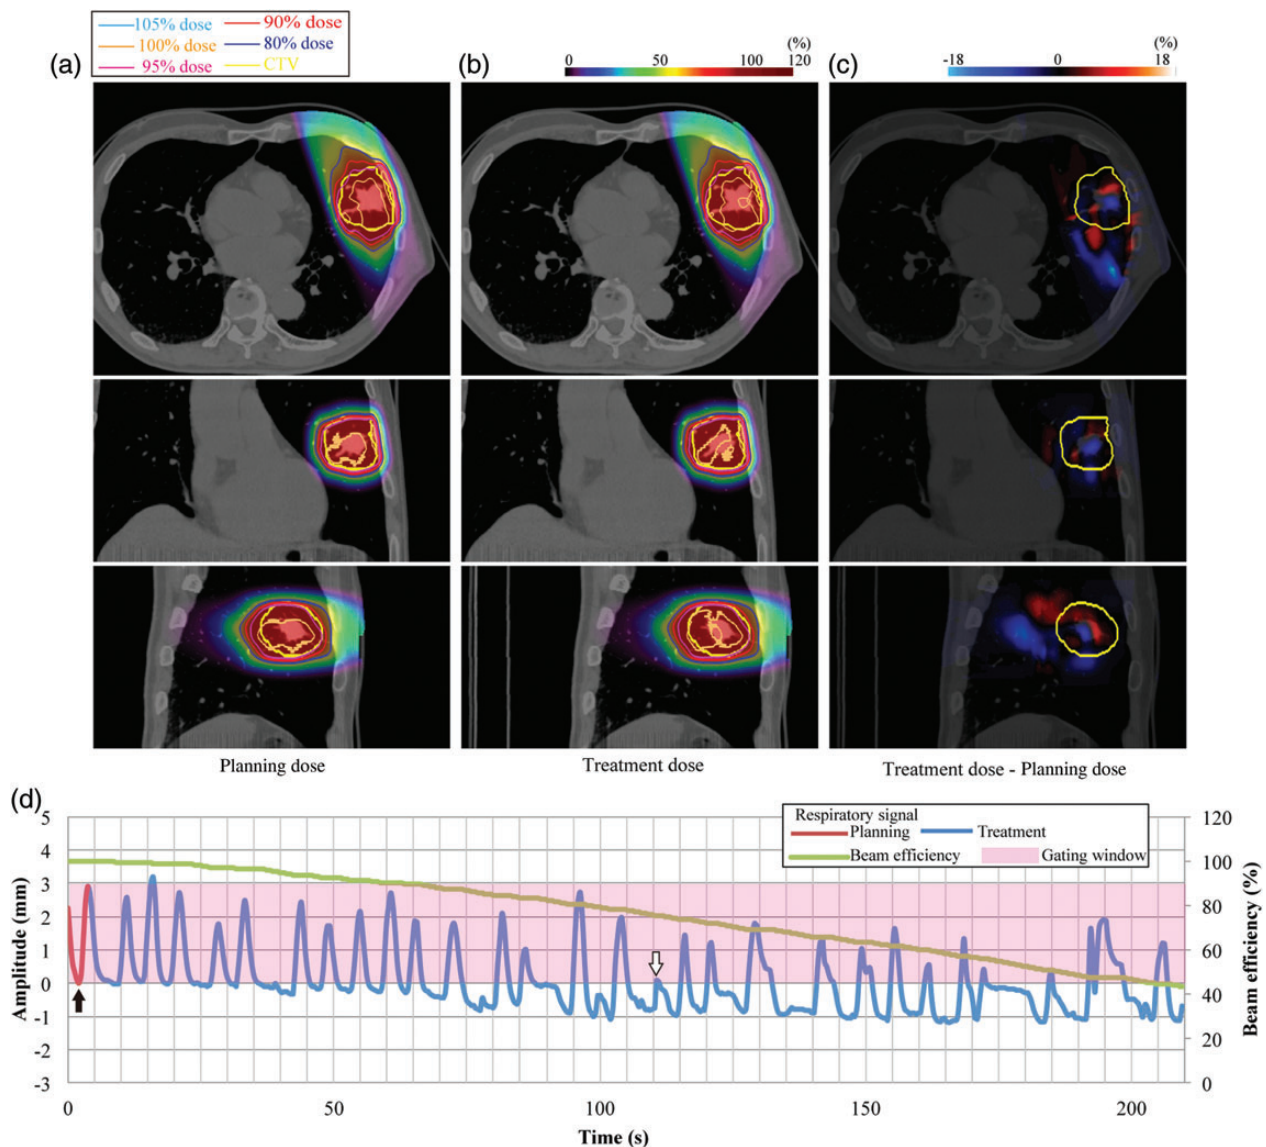 105% dose 90% dose
100% dose 80% dose
95% dose CTV
(a) (b) (c)
(%)
0 50 100 120
(%)
-18 0 18
Planning dose
Treatment dose
Treatment dose - Planning dose
(d)
Respiratory signal
Planning Treatment
Beam efficiency Gating window
Amplitude (mm)
5
4
3
2
1
0
-1
-2
-3
Beam efficiency (%)
120
100
80
60
40
20
0
0 50 100 150 200
Time (s)